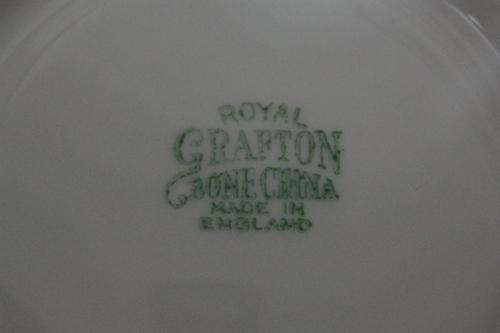 ROYAL
GRAFTON
BONE CHINA
MADE IN
ENGLAND